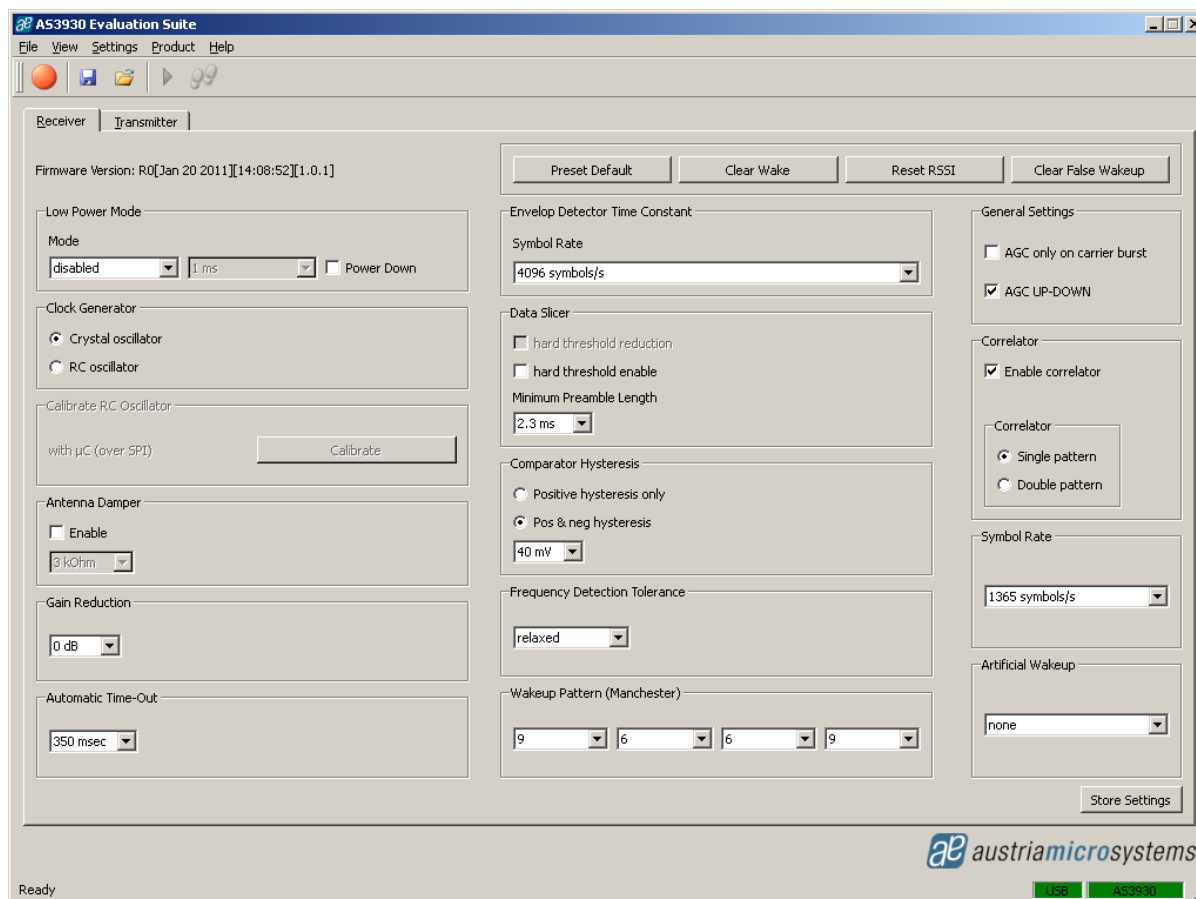 AS3930 Evaluation Suite
File View Settings Product Help
Receiver
Transmitter
Firmware Version: R0[Jan 20 2011][14:08:52][1.0.1]
Preset Default
Clear Wake
Reset RSSI
Clear False Wakeup
Low Power Mode
Mode
disabled
1 ms
Power Down
Clock Generator
Crystal oscillator
RC oscillator
Calibrate RC Oscillator
with µC (over SPI)
Calibrate
Antenna Damper
Enable
3 kOhm
Gain Reduction
0 dB
Automatic Time-Out
350 msec
Envelop Detector Time Constant
Symbol Rate
4096 symbols/s
Data Slicer
hard threshold reduction
hard threshold enable
Minimum Preamble Length
2.3 ms
Comparator Hysteresis
Positive hysteresis only
Pos & neg hysteresis
40 mV
Frequency Detection Tolerance
relaxed
Wakeup Pattern (Manchester)
9
6
6
9
General Settings
AGC only on carrier burst
AGC UP-DOWN
Correlator
Enable correlator
Correlator
Single pattern
Double pattern
Symbol Rate
1365 symbols/s
Artificial Wakeup
none
Store Settings
austriamicrosystems
Ready
USB
AS3930